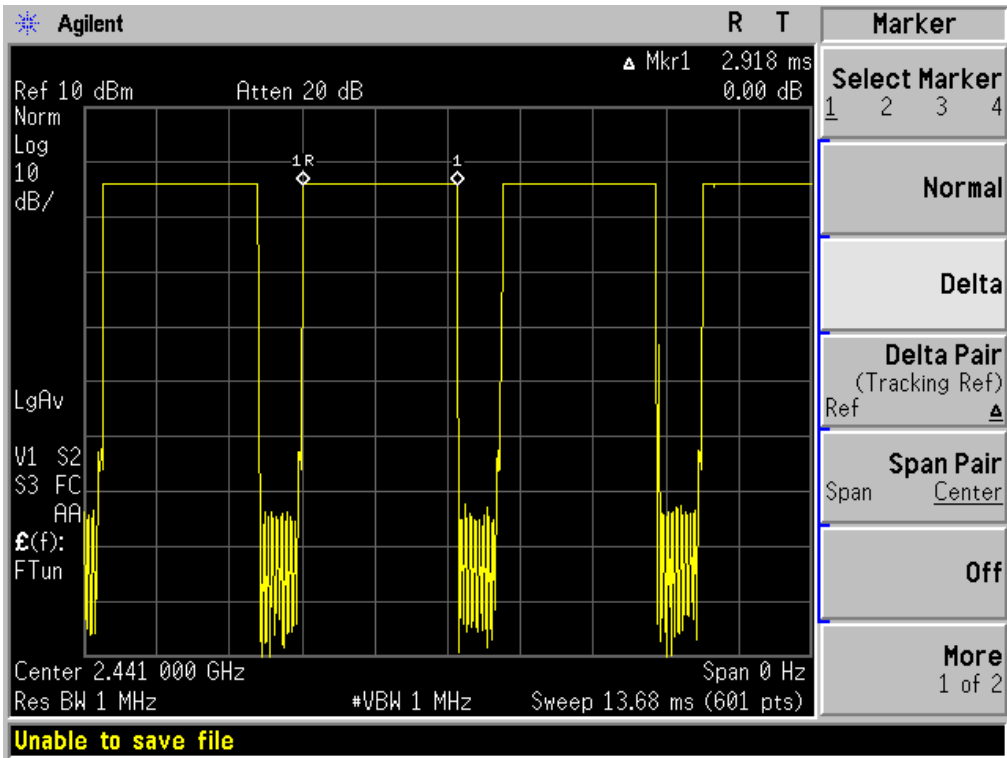 Agilent R T Marker
△ Mkr1 2.918 ms
Ref 10 dBm Atten 20 dB 0.00 dB
Norm
Log
10
dB/
1R 1
LgAv
V1 S2
S3 FC
AA
£(f):
FTun
Center 2.441 000 GHz Span 0 Hz
Res BW 1 MHz #VBW 1 MHz Sweep 13.68 ms (601 pts)
Unable to save file
Select Marker
1 2 3 4
Normal
Delta
Delta Pair
(Tracking Ref)
Ref △
Span Pair
Span Center
Off
More
1 of 2